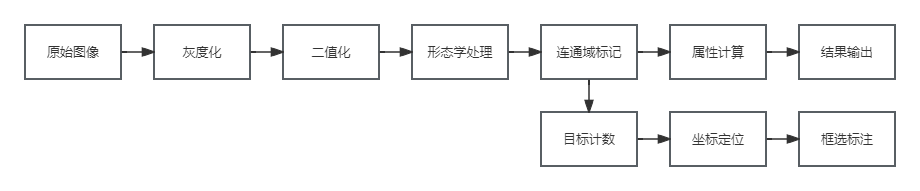 原始图像
灰度化
二值化
形态学处理
连通域标记
属性计算
结果输出
目标计数
坐标定位
框选标注